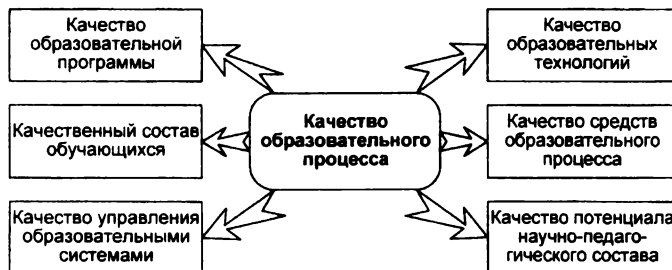 Качество
образовательной
программы
Качество
образовательных
технологий
Качественный состав
обучающихся
Качество
образовательного
процесса
Качество средств
образовательного
процесса
Качество управления
образовательными
системами
Качество потенциала
научно-педаго-
гического состава